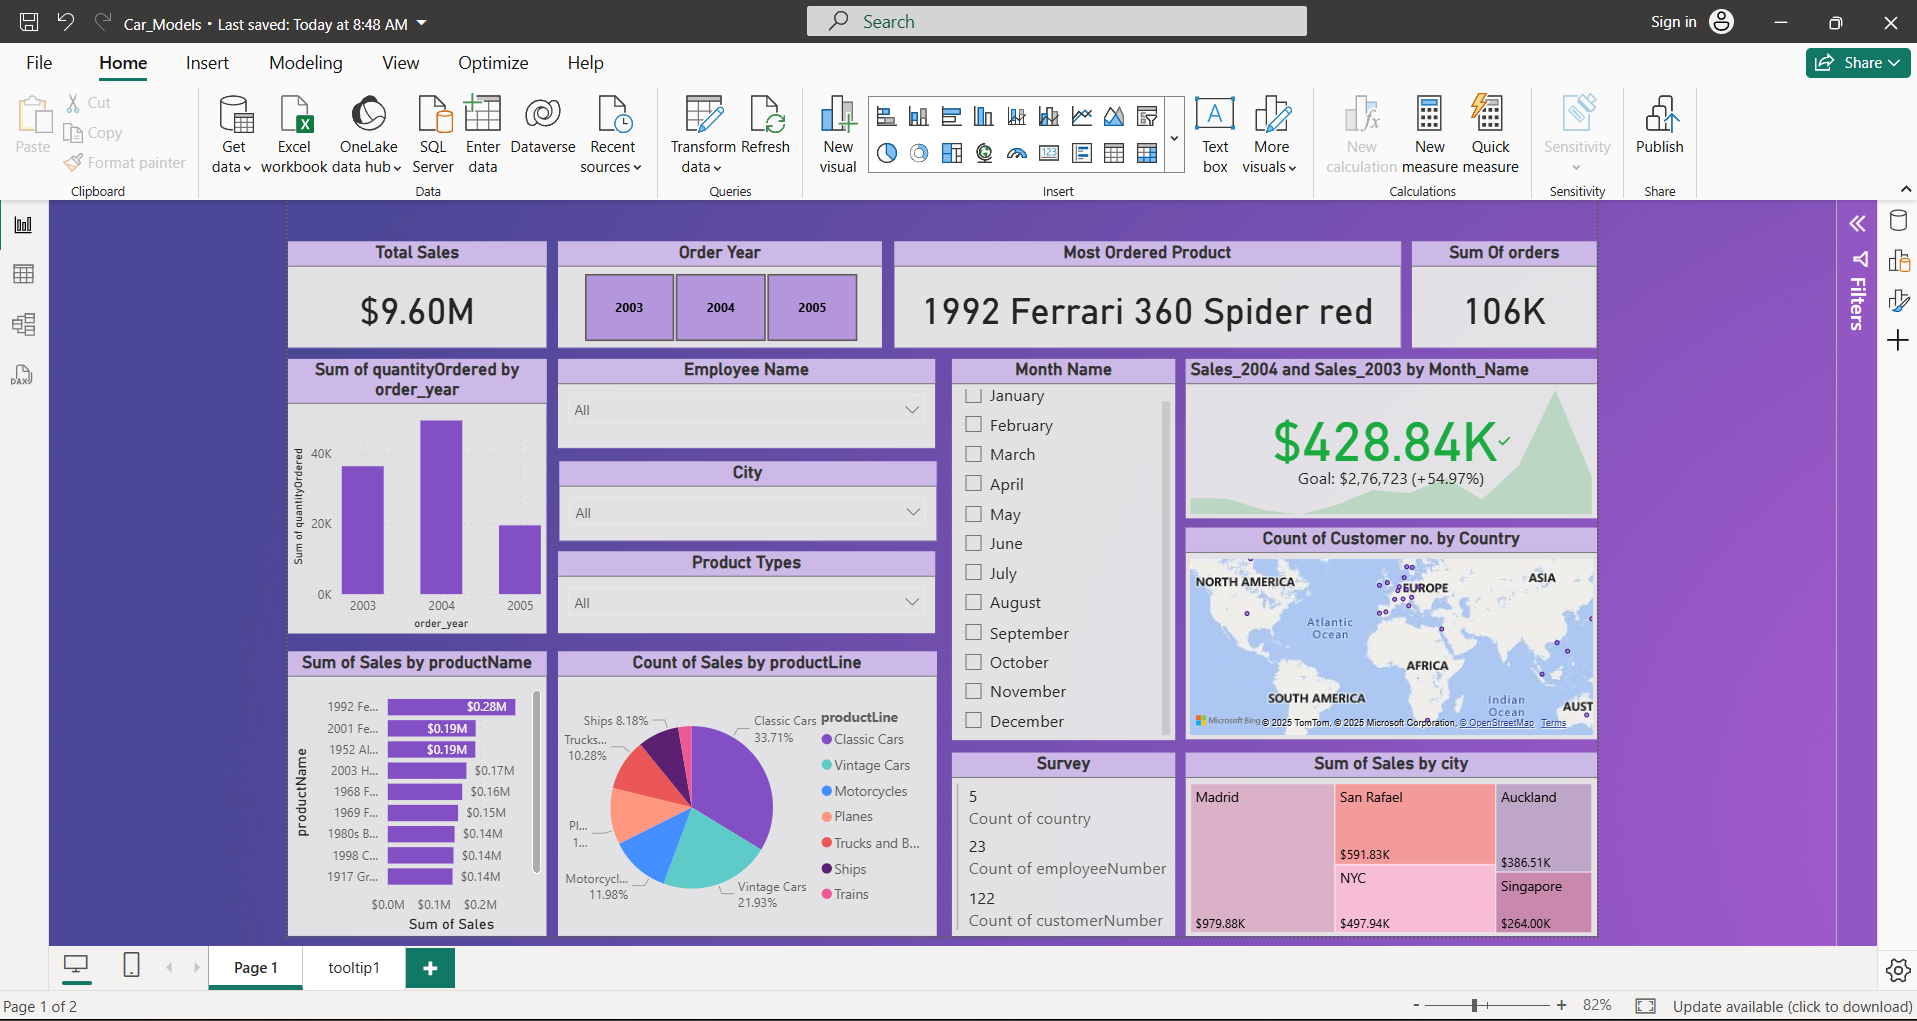 Car_Models • Last saved: Today at 8:48 AM
Search
Sign in
File Home Insert Modeling View Optimize Help
Share
Paste
Cut
Copy
Format painter
Clipboard
Get data
Excel workbook
OneLake data hub
SQL Server
Enter data
Dataverse
Recent sources
Data
Transform data
Refresh
Queries
New visual
123
A
Text box
More visuals
Insert
fx
New calculation
New measure
Quick measure
Calculations
Sensitivity
Sensitivity
Publish
Share
DAX
Filters
Total Sales
$9.60M
Order Year
2003 2004 2005
Most Ordered Product
1992 Ferrari 360 Spider red
Sum Of orders
106K
Sum of quantityOrdered by
order_year
Sum of quantityOrdered
40K
20K
0K
2003 2004 2005
order_year
Employee Name
All
City
All
Product Types
All
Month Name
January
February
March
April
May
June
July
August
September
October
November
December
Sales_2004 and Sales_2003 by Month_Name
$428.84K
Goal: $2,76,723 (+54.97%)
Count of Customer no. by Country
NORTH AMERICA
EUROPE
ASIA
Atlantic
Ocean
AFRICA
SOUTH AMERICA
Indian
Ocean
AUST
Microsoft Bing
© 2025 TomTom, © 2025 Microsoft Corporation, © OpenStreetMap Terms
Sum of Sales by productName
productName
1992 Fe... $0.28M
2001 Fe... $0.19M
1952 Al... $0.19M
2003 H... $0.17M
1968 F... $0.16M
1969 F... $0.15M
1980s B... $0.14M
1998 C... $0.14M
1917 Gr... $0.14M
$0.0M $0.1M $0.2M
Sum of Sales
Count of Sales by productLine
Ships 8.18%
Trucks...
10.28%
Pl...
1...
Motorcycl...
11.98%
Classic Cars
33.71%
Vintage Cars
21.93%
productLine
Classic Cars
Vintage Cars
Motorcycles
Planes
Trucks and B...
Ships
Trains
Survey
5
Count of country
23
Count of employeeNumber
122
Count of customerNumber
Sum of Sales by city
Madrid
$979.88K
San Rafael
$591.83K
NYC
$497.94K
Auckland
$386.51K
Singapore
$264.00K
Page 1
tooltip1
Page 1 of 2
- + 82%
Update available (click to download)